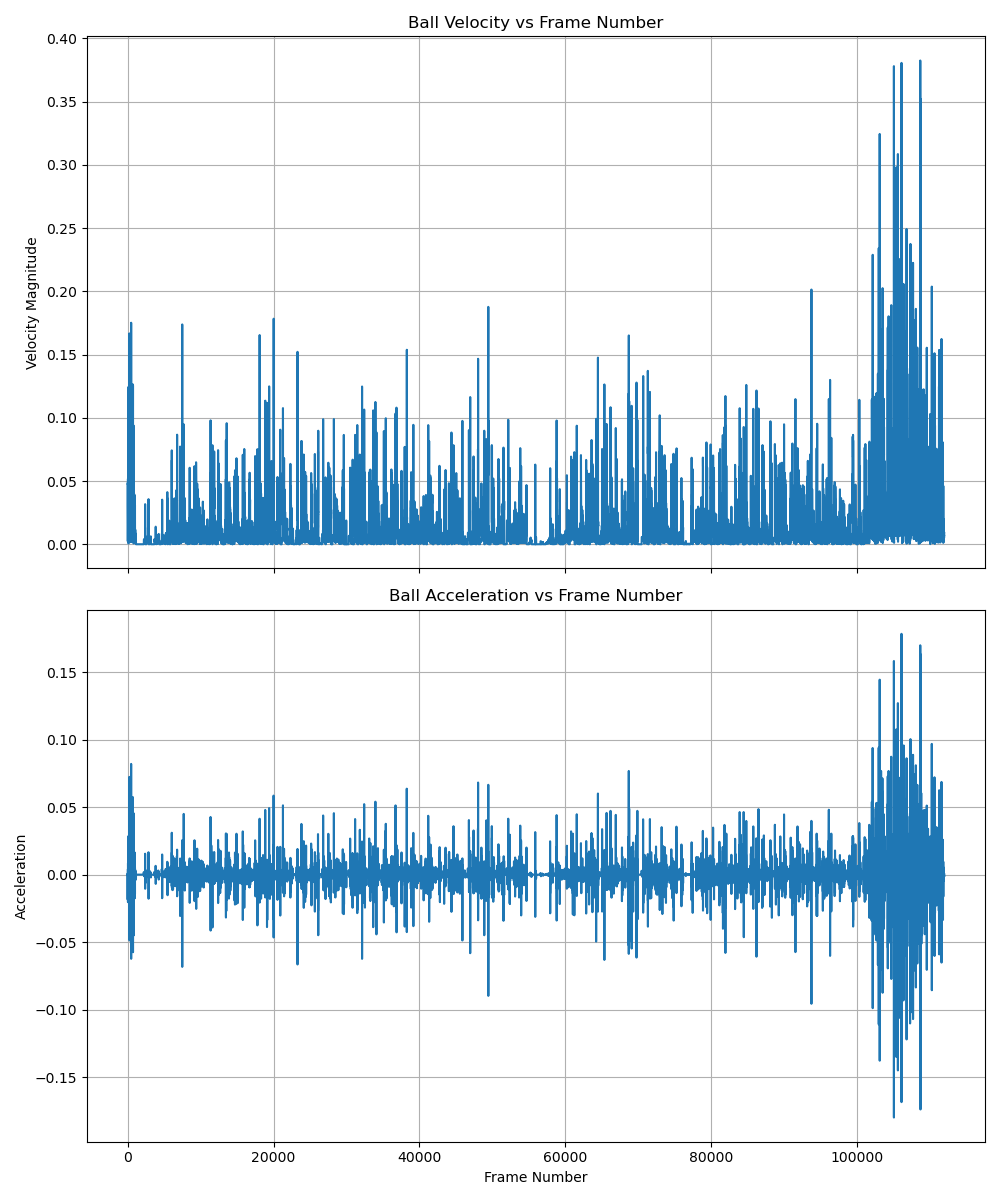 Ball Velocity vs Frame Number
0.40
0.35
0.30
0.25
0.20
0.15
0.10
0.05
0.00
Velocity Magnitude
Ball Acceleration vs Frame Number
0.15
0.10
0.05
0.00
−0.05
−0.10
−0.15
Acceleration
0 20000 40000 60000 80000 100000
Frame Number